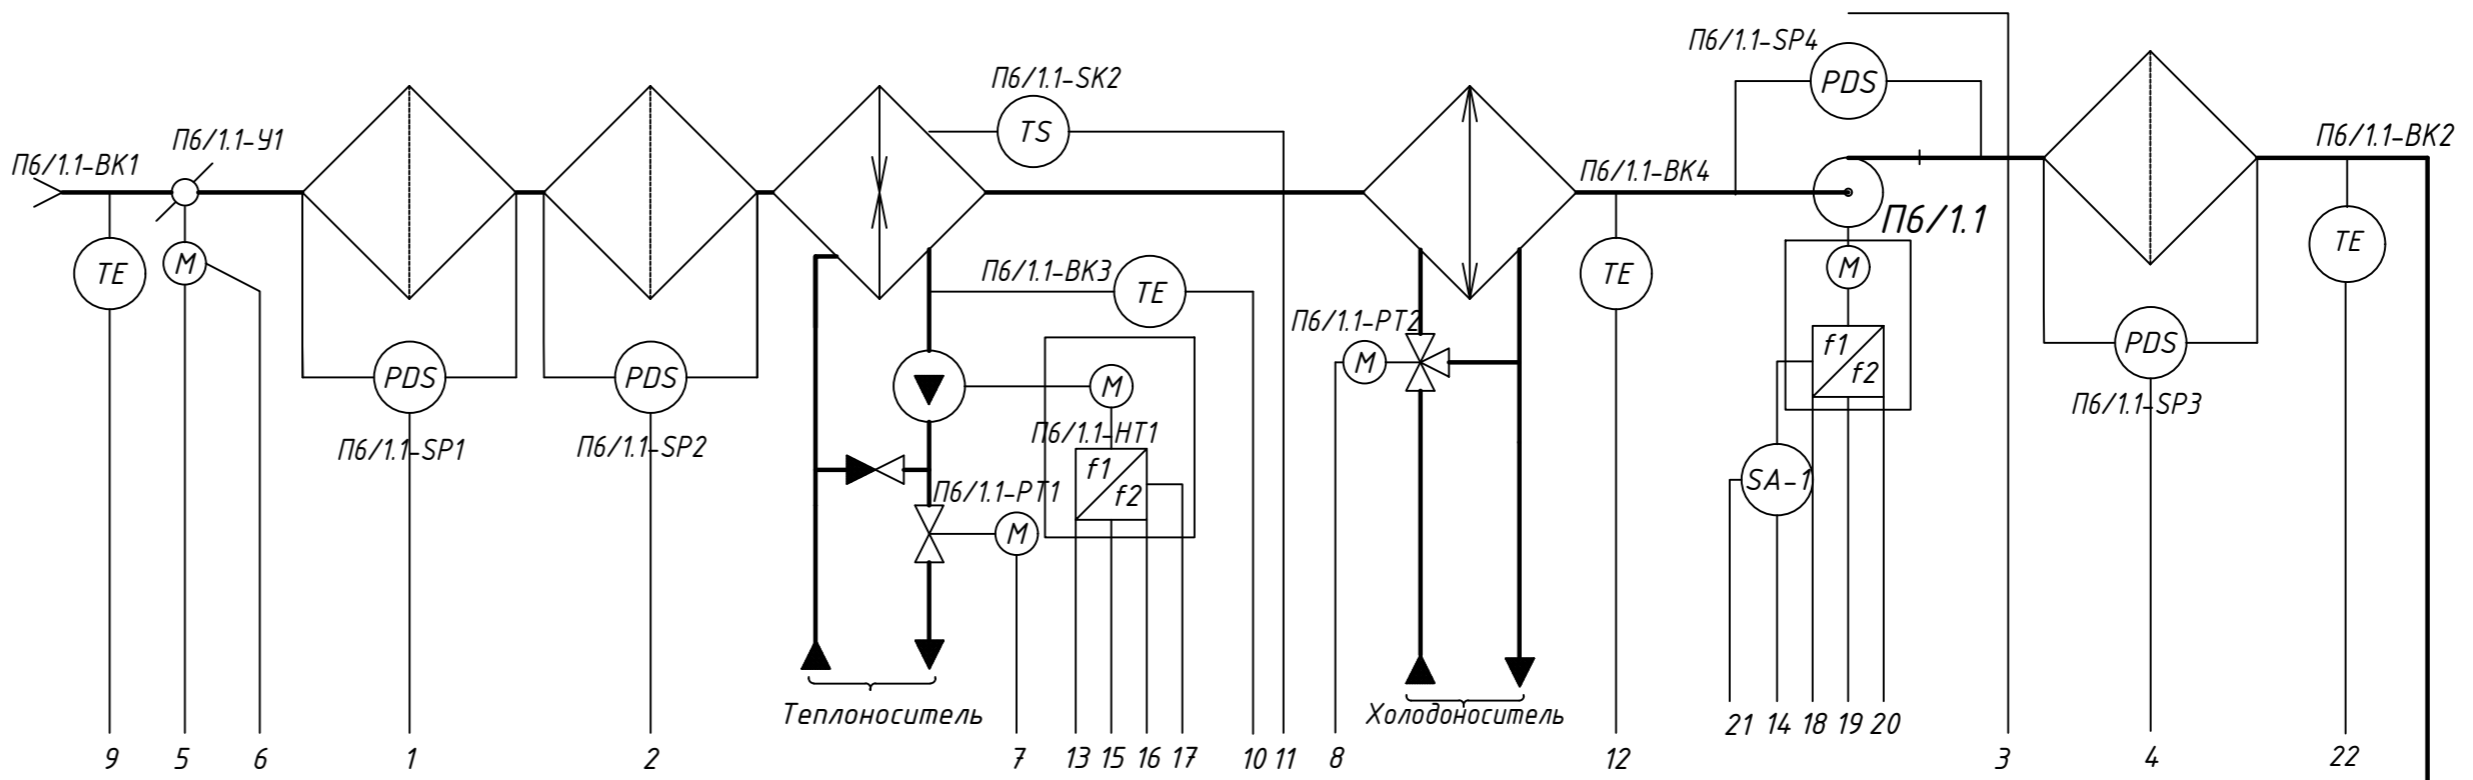 П6/1.1-SP4
PDS
П6/1.1-SK2
TS
П6/1.1-У1
П6/1.1-ВК1
П6/1.1-ВК4
П6/1.1-ВК2
П6/1.1
TE
M
П6/1.1-ВК3
TE
TE
M
TE
П6/1.1-РТ2
M
f1
f2
PDS
PDS
PDS
M
П6/1.1-SP3
П6/1.1-SP1
П6/1.1-SP2
П6/1.1-НТ1
f1
f2
SA-1
П6/1.1-РТ1
M
Теплоноситель
Холодоноситель
21 14 18 19 20
9 5 6 1 2 7 13 15 16 17 10 11 8 12 3 4 22